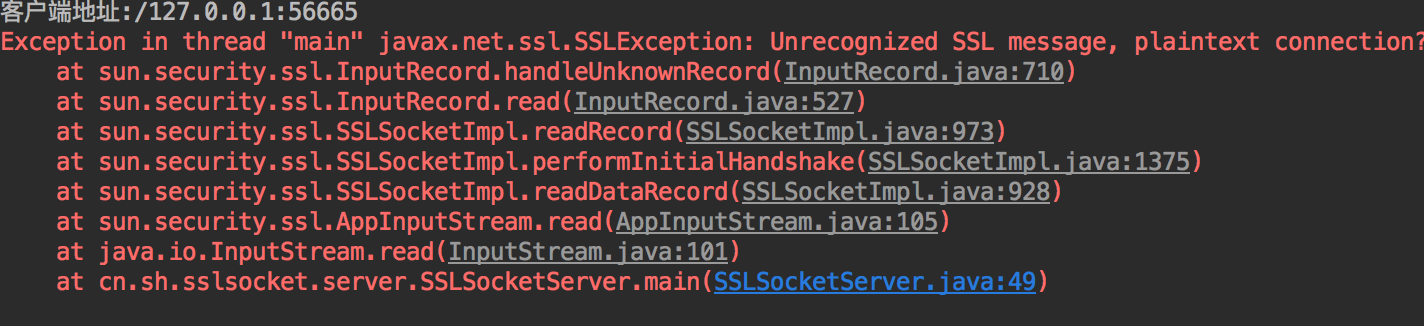 客户端地址:/127.0.0.1:56665
Exception in thread "main" javax.net.ssl.SSLException: Unrecognized SSL message, plaintext connection?
at sun.security.ssl.InputRecord.handleUnknownRecord(InputRecord.java:710)
at sun.security.ssl.InputRecord.read(InputRecord.java:527)
at sun.security.ssl.SSLSocketImpl.readRecord(SSLSocketImpl.java:973)
at sun.security.ssl.SSLSocketImpl.performInitialHandshake(SSLSocketImpl.java:1375)
at sun.security.ssl.SSLSocketImpl.readDataRecord(SSLSocketImpl.java:928)
at sun.security.ssl.AppInputStream.read(AppInputStream.java:105)
at java.io.InputStream.read(InputStream.java:101)
at cn.sh.sslsocket.server.SSLSocketServer.main(SSLSocketServer.java:49)